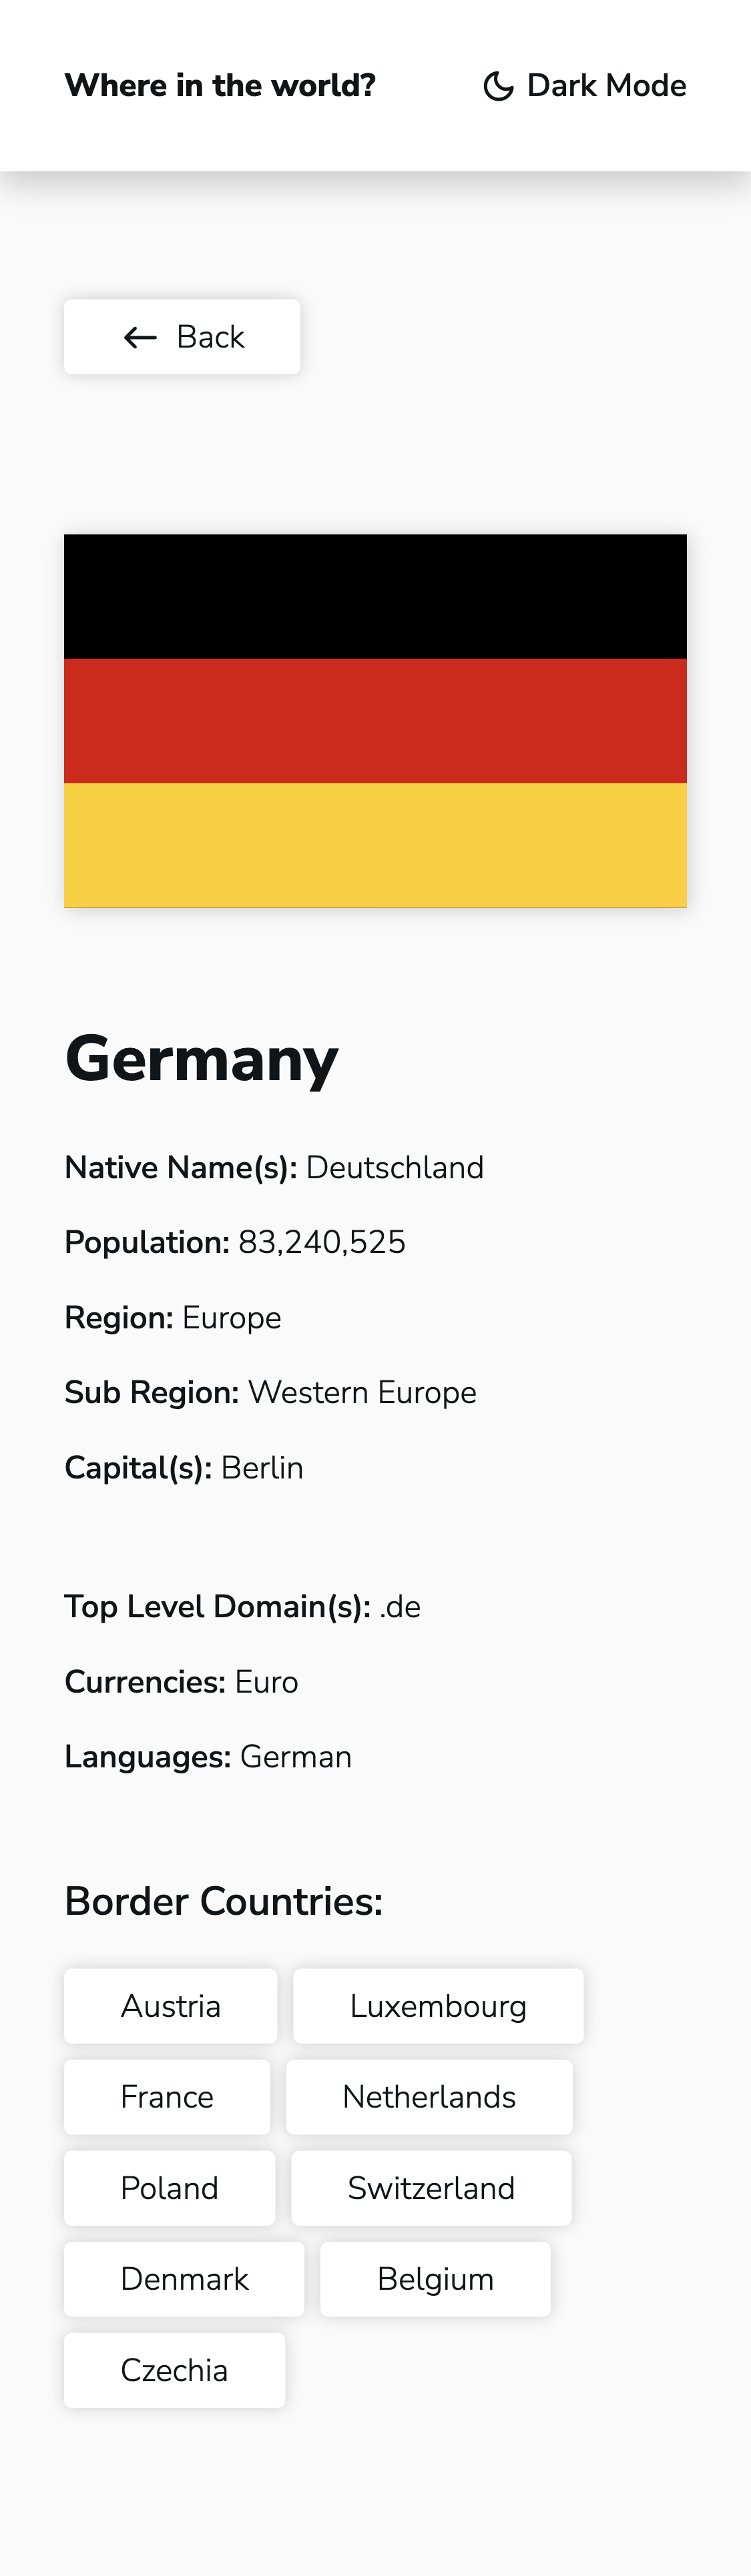 Where in the world? Dark Mode
Back
Germany
Native Name(s): Deutschland
Population: 83,240,525
Region: Europe
Sub Region: Western Europe
Capital(s): Berlin
Top Level Domain(s): .de
Currencies: Euro
Languages: German
Border Countries:
Austria Luxembourg
France Netherlands
Poland Switzerland
Denmark Belgium
Czechia